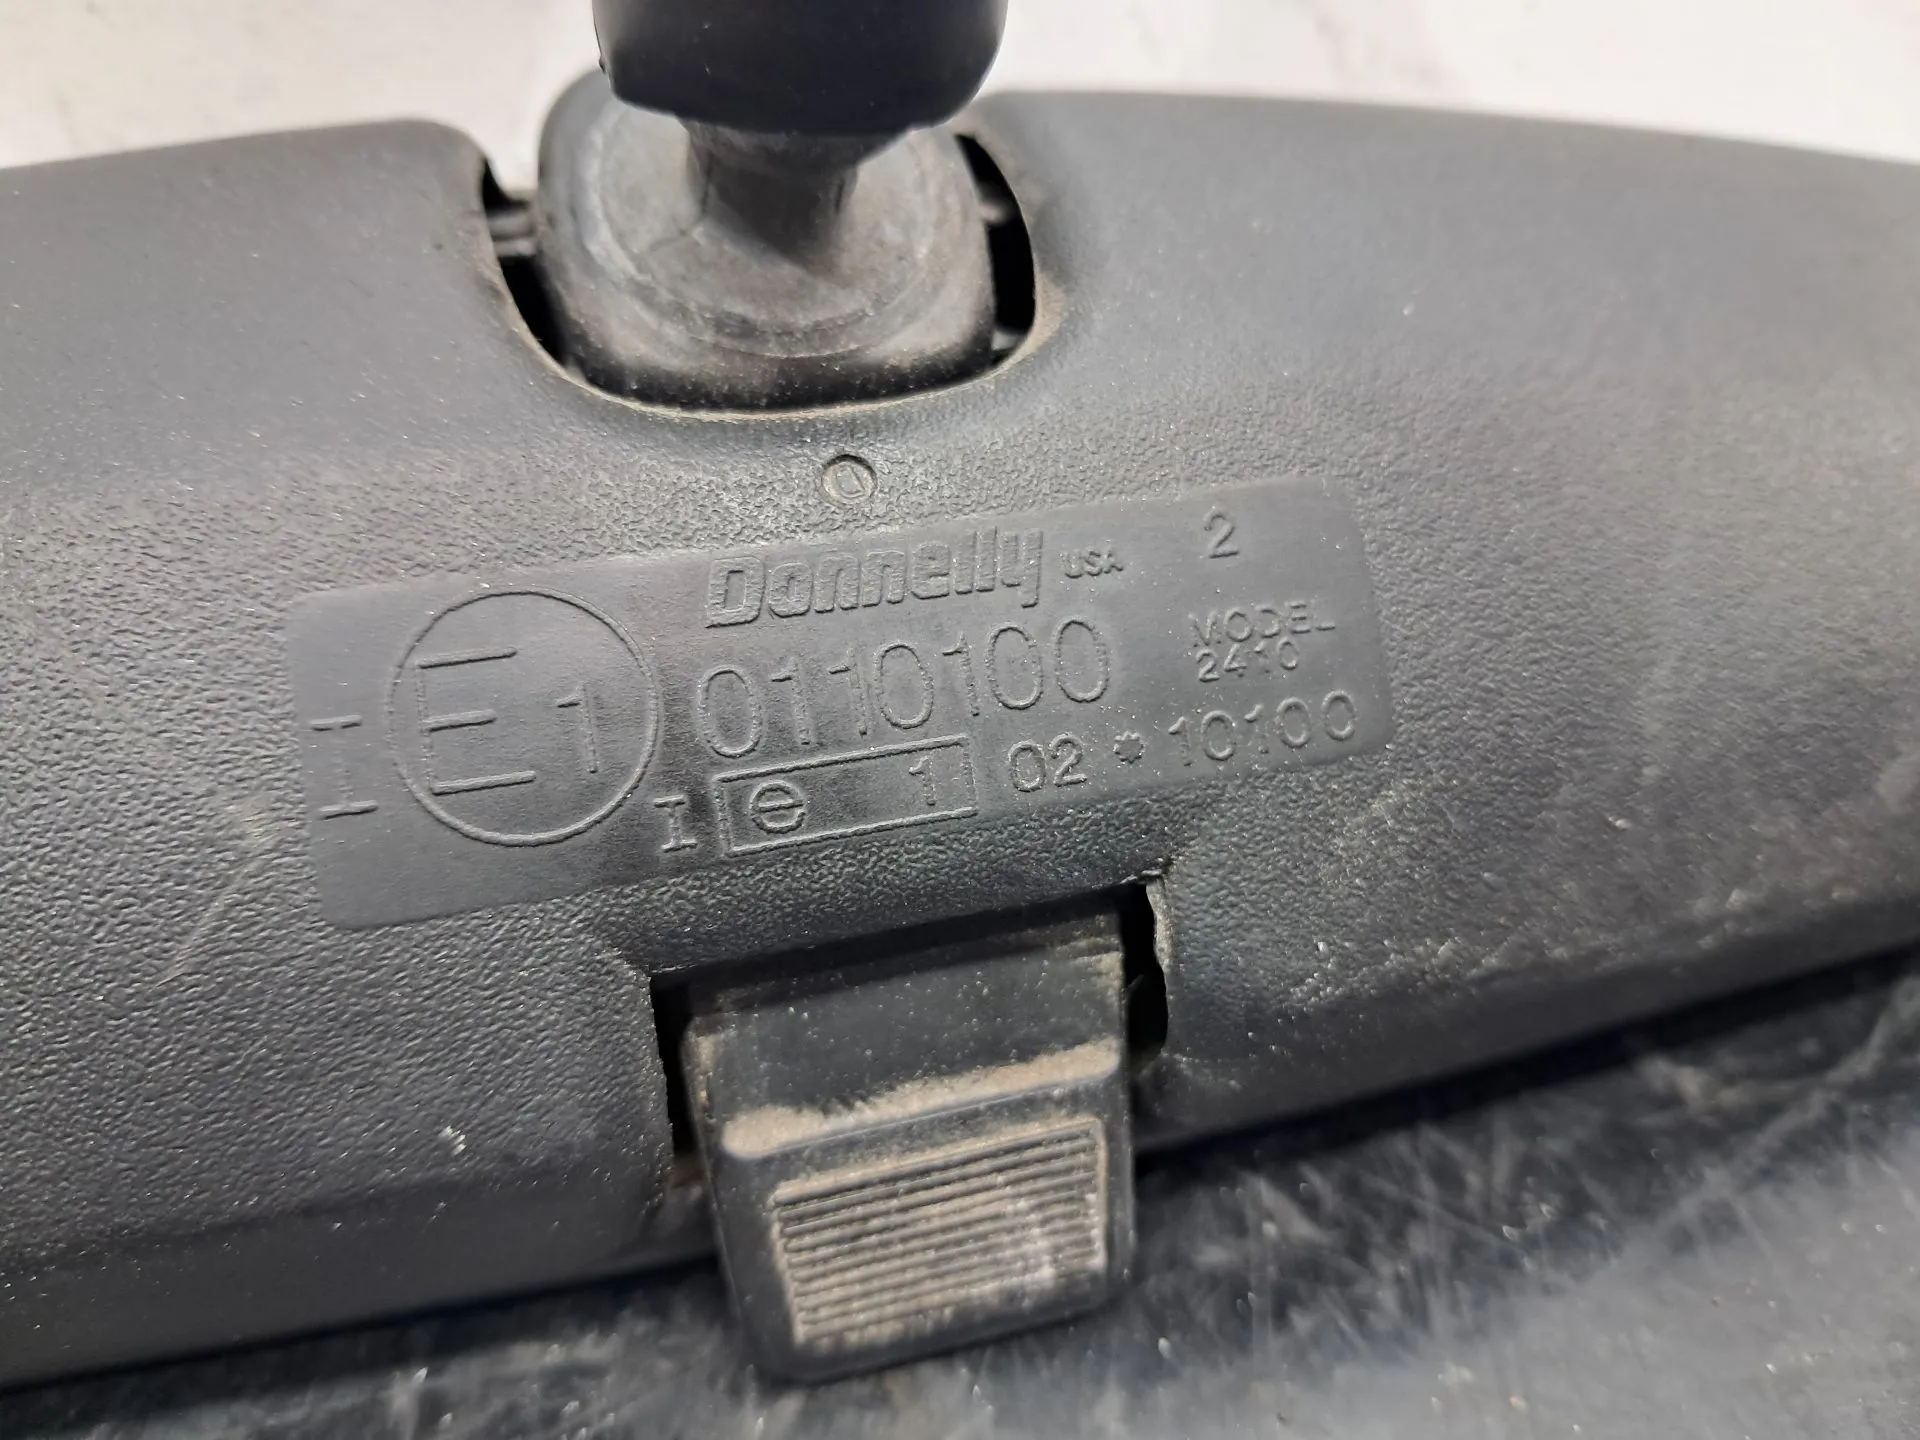 Donnelly USA 2
I I E1 0110100 MODEL 2410
I e 1 02 * 10100